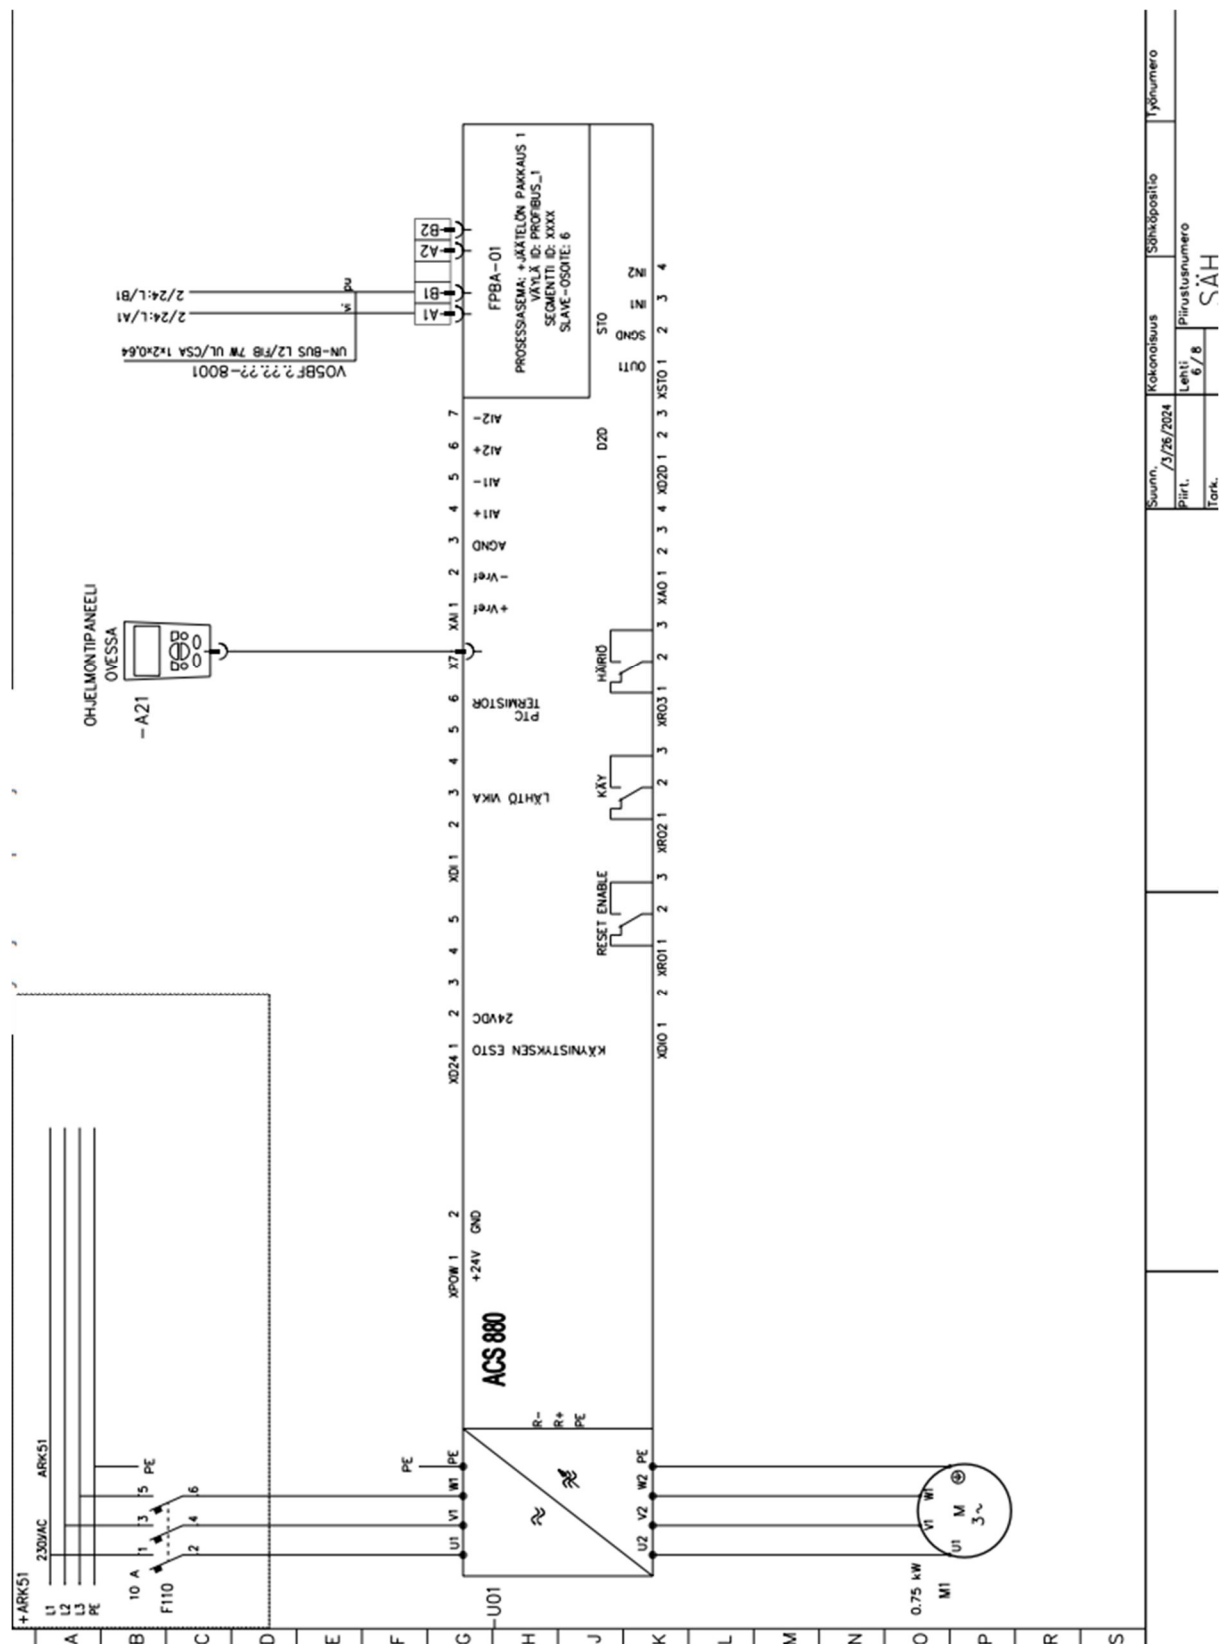 +ARK51
230VAC
ARK51
L1
L2
L3
PE
10 A
F110
1
3
5
PE
2
4
6
OHJELMONTIPANEELI
OVESSA
-A21
VO5BF?.??.??-8001
UN-BUS L2/FIB 7W UL/CSA 1x2x0,64
2/24:L/A1
2/24:L/B1
vi
pu
A1
B1
A2
B2
PE
U1
V1
W1
PE
XPOW 1
2
XD24 1
2
3
4
5
XDI 1
2
3
4
5
6
X7
XAI 1
2
3
4
5
6
7
-U01
+24V
GND
KÄYNISTYKSEN ESTO
24VDC
LÄHTÖ VIKA
PTC
TERMISTOR
+Vref
-Vref
AGND
AI1+
AI1-
AI2+
AI2-
FPBA-01
PROSESSIASEMA: +JÄÄTELÖN PAKKAUS 1
VÄYLÄ ID: PROFIBUS_1
SEGMENTTI ID: XXXX
SLAVE-OSOITE: 6
ACS 880
R-
R+
PE
RESET ENABLE
KÄY
HÄIRIÖ
D2D
STO
OUT1
SGND
IN1
IN2
U2
V2
W2
PE
XDIO 1
2
XRO1 1
2
3
XRO2 1
2
3
XRO3 1
2
3
XAO 1
2
3
4
XD2D 1
2
3
XSTO 1
2
3
4
0.75 kW
M1
U1
V1
W1
M
3~
A
B
C
D
E
F
G
H
J
K
L
M
N
O
P
R
S
Suunn.
/3/26/2024
Kokonaisuus
Sähköpositio
Työnumero
Piirt.
Lehti
6 / 8
Piirustusnumero
Tark.
SÄH